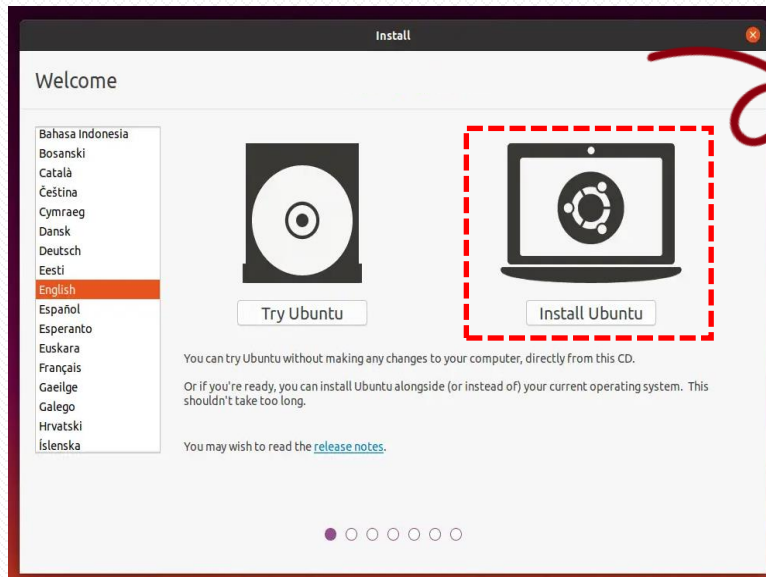 Install
Welcome
Bahasa Indonesia
Bosanski
Català
Čeština
Cymraeg
Dansk
Deutsch
Eesti
English
Español
Esperanto
Euskara
Français
Gaeilge
Galego
Hrvatski
Íslenska
Try Ubuntu
Install Ubuntu
You can try Ubuntu without making any changes to your computer, directly from this CD.
Or if you're ready, you can install Ubuntu alongside (or instead of) your current operating system. This
shouldn't take too long.
You may wish to read the release notes.